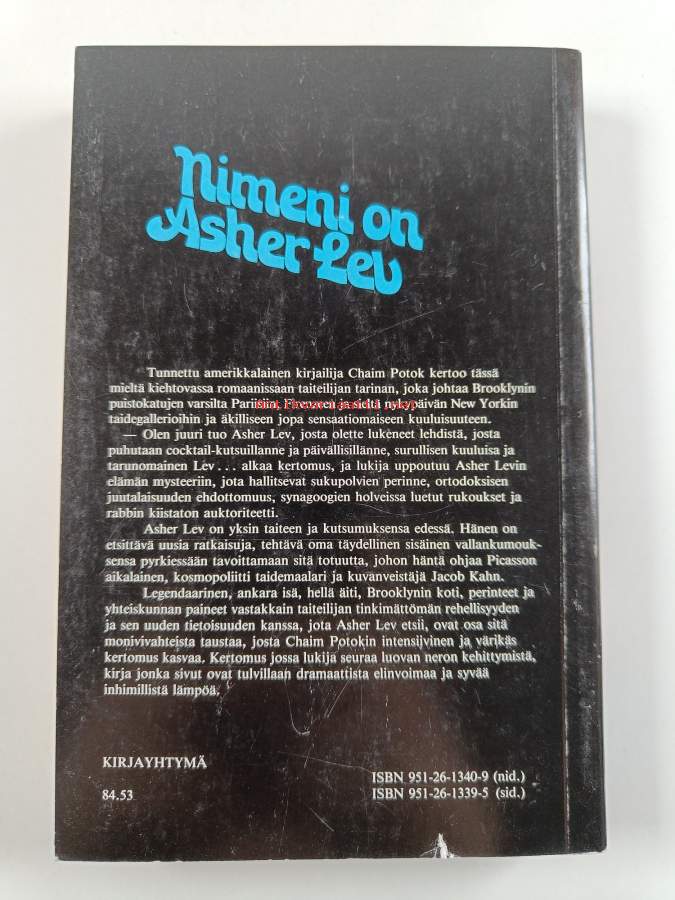 Nimeni on
Asher Lev
Tunnettu amerikkalainen kirjailija Chaim Potok kertoo tässä
mieltä kiehtovassa romaanissaan taiteilijan tarinan, joka johtaa Brooklynin
puistokatujen varsilta Pariisiin, Firenzeen ja sieltä nykypäivän New Yorkin
taidegallerioihin ja äkilliseen jopa sensaatiomaiseen kuuluisuuteen.
— Olen juuri tuo Asher Lev, josta olette lukeneet lehdistä, josta
puhutaan cocktail-kutsuillanne ja päivällisillänne, surullisen kuuluisa ja
tarunomainen Lev... alkaa kertomus, ja lukija uppoutuu Asher Levin
elämän mysteeriin, jota hallitsevat sukupolvien perinne, ortodoksisen
juutalaisuuden ehdottomuus, synagoogien holveissa luetut rukoukset ja
rabbin kiistaton auktoriteetti.
Asher Lev on yksin taiteen ja kutsumuksensa edessä. Hänen on
etsittävä uusia ratkaisuja, tehtävä oma täydellinen sisäinen vallankumouk-
sensa pyrkiessään tavoittamaan sitä totuutta, johon häntä ohjaa Picasson
aikalainen, kosmopoliitti taidemaalari ja kuvanveistäjä Jacob Kahn.
Legendaarinen, ankara isä, hellä äiti, Brooklynin koti, perinteet ja
yhteiskunnan paineet vastakkain taiteilijan tinkimättömän rehellisyyden
ja sen uuden tietoisuuden kanssa, jota Asher Lev etsii, ovat osa sitä
monivivahteista taustaa, josta Chaim Potokin intensiivinen ja värikäs
kertomus kasvaa. Kertomus jossa lukija seuraa luovan neron kehittymistä,
kirja jonka sivut ovat tulvillaan dramaattista elinvoimaa ja syvää
inhimillistä lämpöä.
KIRJAYHTYMÄ
84.53
ISBN 951-26-1340-9 (nid.)
ISBN 951-26-1339-5 (sid.)